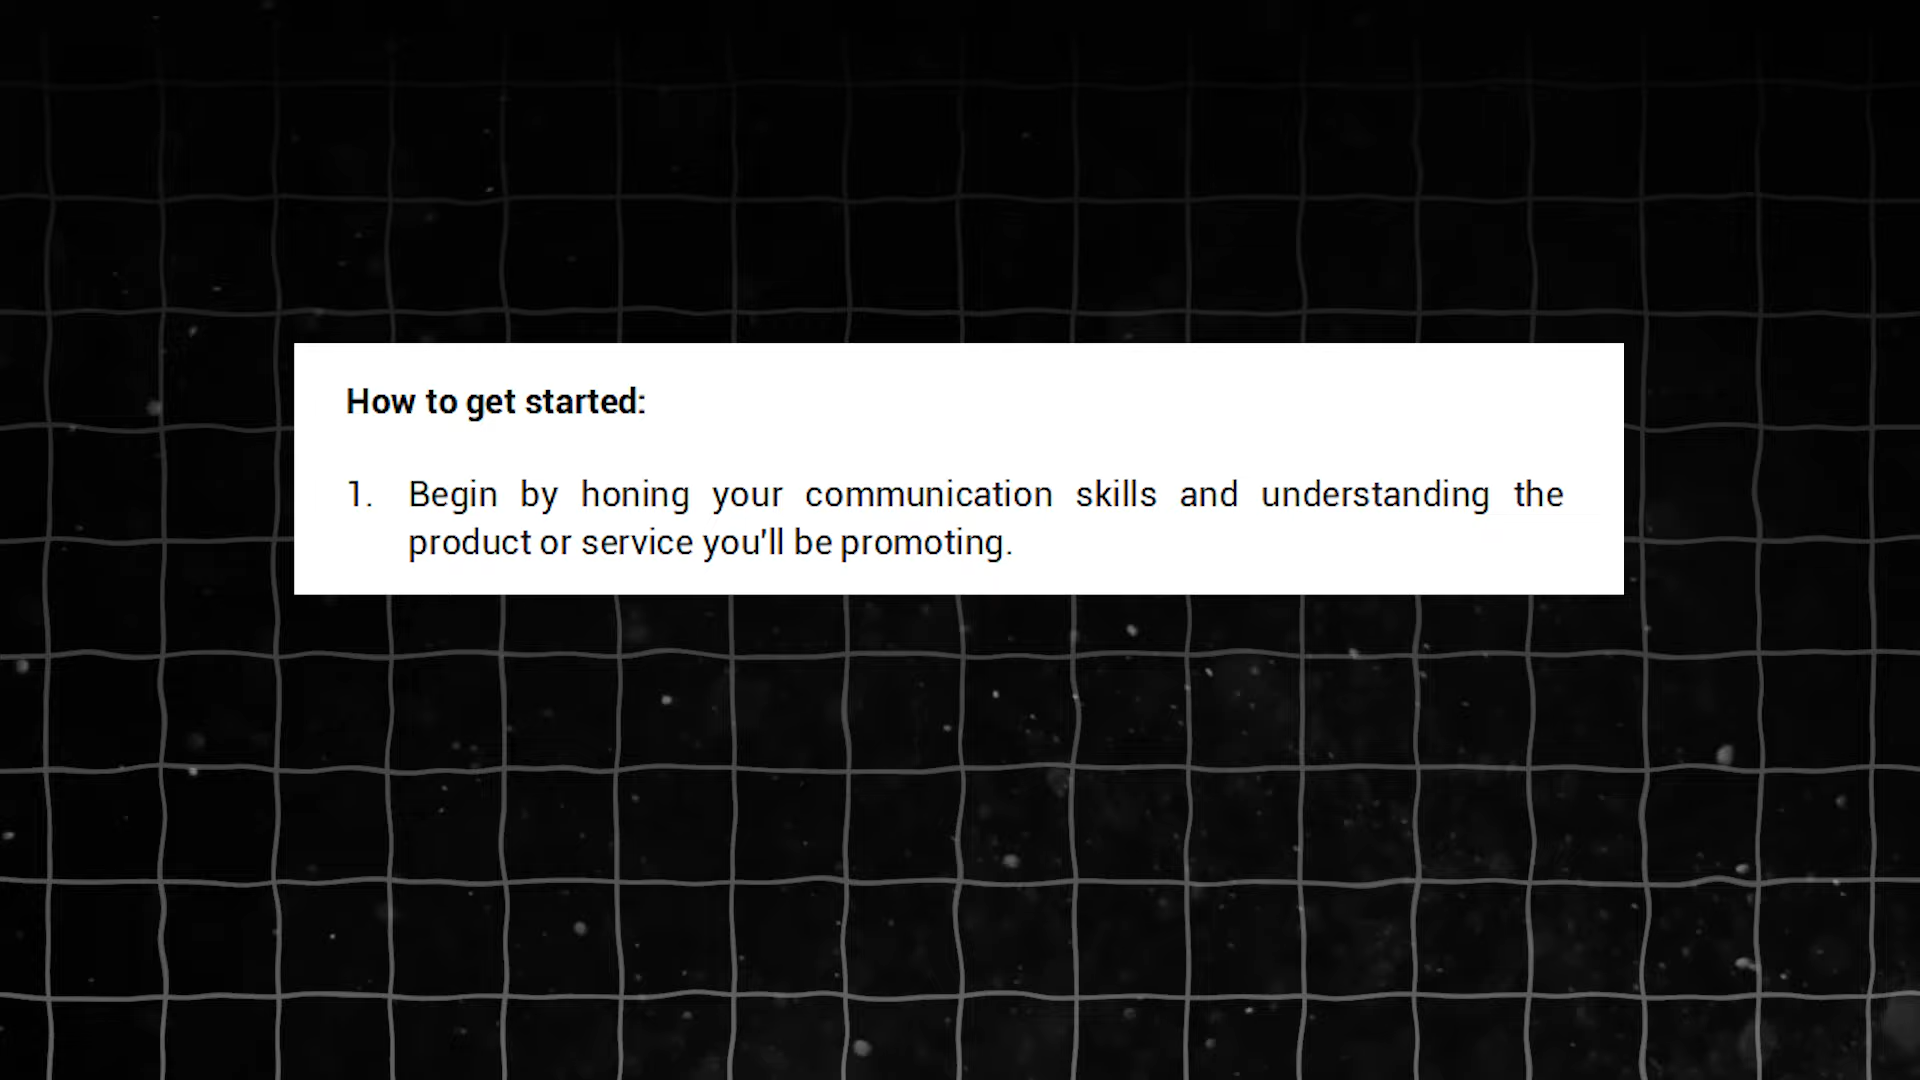 How to get started:
1. Begin by honing your communication skills and understanding the
product or service you'll be promoting.